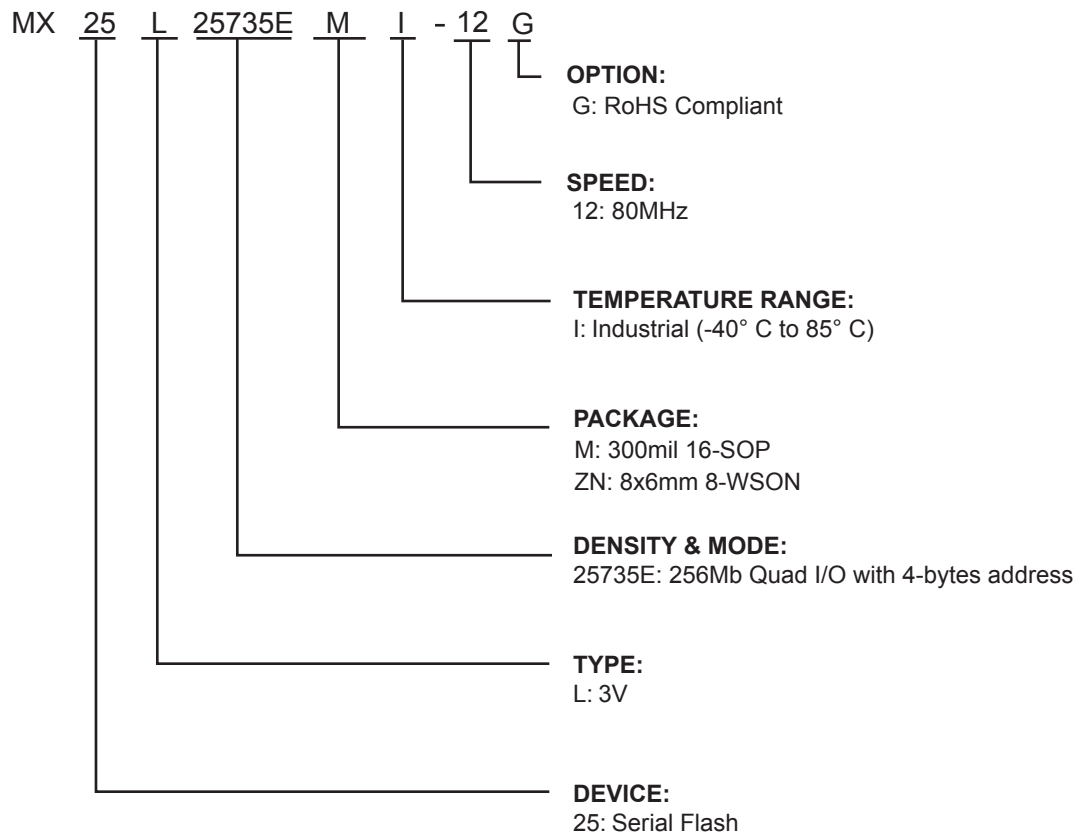 MX 25 L 25735E M I - 12 G
OPTION:
G: RoHS Compliant
SPEED:
12: 80MHz
TEMPERATURE RANGE:
I: Industrial (-40° C to 85° C)
PACKAGE:
M: 300mil 16-SOP
ZN: 8x6mm 8-WSON
DENSITY & MODE:
25735E: 256Mb Quad I/O with 4-bytes address
TYPE:
L: 3V
DEVICE:
25: Serial Flash